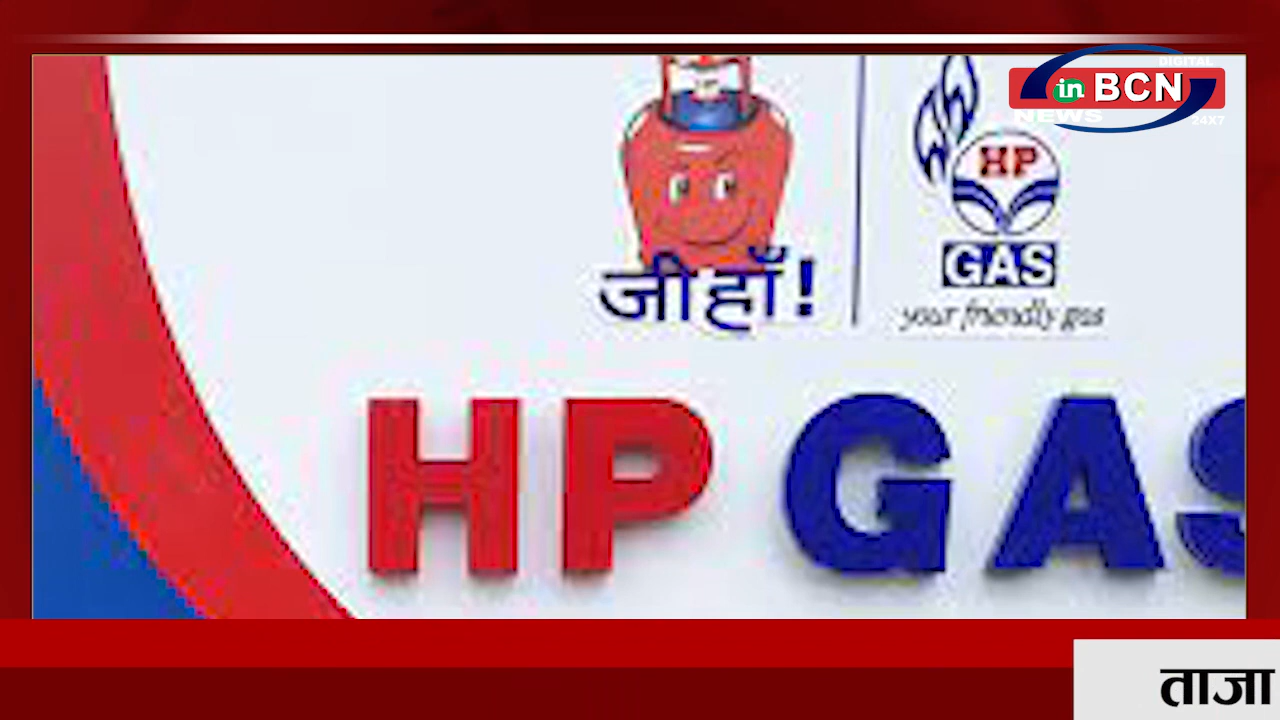 DIGITAL
in BCN
NEWS
24X7
HP
GAS
your friendly gas
जी हाँ!
HP GAS
ताजा